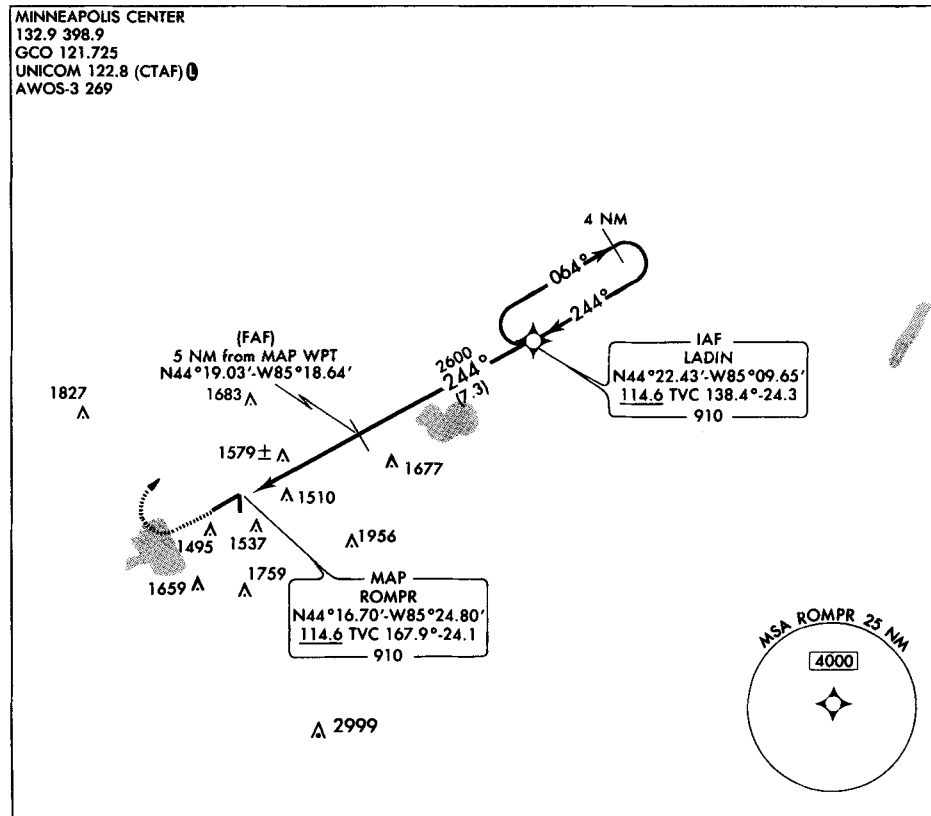 MINNEAPOLIS CENTER
132.9 398.9
GCO 121.725
UNICOM 122.8 (CTAF) L
AWOS-3 269
4 NM
064°
244°
(FAF)
5 NM from MAP WPT
N44°19.03'-W85°18.64'
2600
244°
(7.3)
IAF
LADIN
N44°22.43'-W85°09.65'
114.6 TVC 138.4°-24.3
910
1827
1683
1579±
1677
1510
1495
1537
1956
1659
1759
MAP
ROMPR
N44°16.70'-W85°24.80'
114.6 TVC 167.9°-24.1
910
MSA ROMPR 25 NM
4000
2999